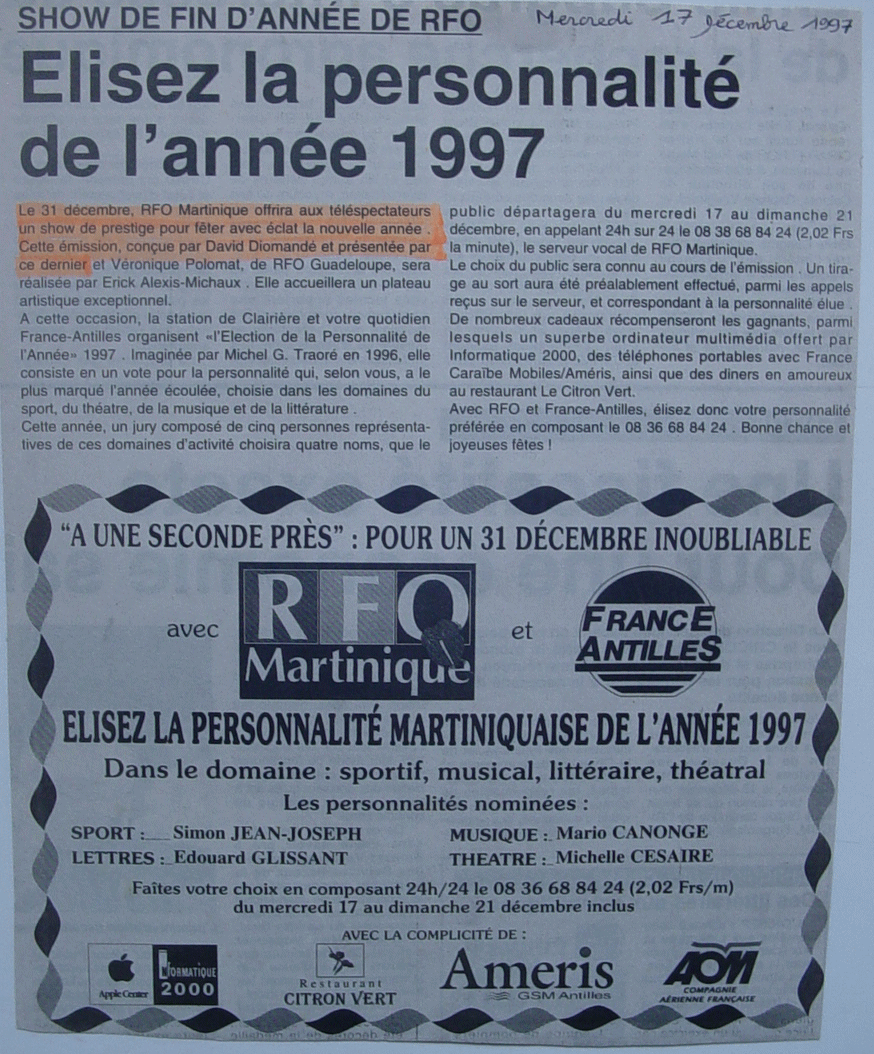 SHOW DE FIN D'ANNÉE DE RFO
Mercredi 17 décembre 1997
Elisez la personnalité
de l'année 1997
Le 31 décembre, RFO Martinique offrira aux téléspectateurs
un show de prestige pour fêter avec éclat la nouvelle année .
Cette émission, conçue par David Diomandé et présentée par
ce dernier et Véronique Polomat, de RFO Guadeloupe, sera
réalisée par Erick Alexis-Michaux . Elle accueillera un plateau
artistique exceptionnel.
A cette occasion, la station de Clairière et votre quotidien
France-Antilles organisent «l'Election de la Personnalité de
l'Année» 1997 . Imaginée par Michel G. Traoré en 1996, elle
consiste en un vote pour la personnalité qui, selon vous, a le
plus marqué l'année écoulée, choisie dans les domaines du
sport, du théatre, de la musique et de la littérature .
Cette année, un jury composé de cinq personnes représenta-
tives de ces domaines d'activité choisira quatre noms, que le
public départagera du mercredi 17 au dimanche 21
décembre, en appelant 24h sur 24 le 08 38 68 84 24 (2,02 Frs
la minute), le serveur vocal de RFO Martinique.
Le choix du public sera connu au cours de l'émission . Un tira-
ge au sort aura été préalablement effectué, parmi les appels
reçus sur le serveur, et correspondant à la personnalité élue .
De nombreux cadeaux récompenseront les gagnants, parmi
lesquels un superbe ordinateur multimédia offert par
Informatique 2000, des téléphones portables avec France
Caraïbe Mobiles/Améris, ainsi que des diners en amoureux
au restaurant Le Citron Vert.
Avec RFO et France-Antilles, élisez donc votre personnalité
préférée en composant le 08 36 68 84 24 . Bonne chance et
joyeuses fêtes !
"A UNE SECONDE PRÈS" : POUR UN 31 DÉCEMBRE INOUBLIABLE
avec RFO Martinique et FRANCE ANTILLES
ELISEZ LA PERSONNALITÉ MARTINIQUAISE DE L'ANNÉE 1997
Dans le domaine : sportif, musical, littéraire, théatral
Les personnalités nominées :
SPORT : Simon JEAN-JOSEPH MUSIQUE : Mario CANONGE
LETTRES : Edouard GLISSANT THEATRE : Michelle CESAIRE
Faîtes votre choix en composant 24h/24 le 08 36 68 84 24 (2,02 Frs/m)
du mercredi 17 au dimanche 21 décembre inclus
AVEC LA COMPLICITÉ DE :
Apple Center
INFORMATIQUE
2000
Restaurant
CITRON VERT
Ameris
GSM Antilles
AOM
COMPAGNIE
AÉRIENNE FRANÇAISE